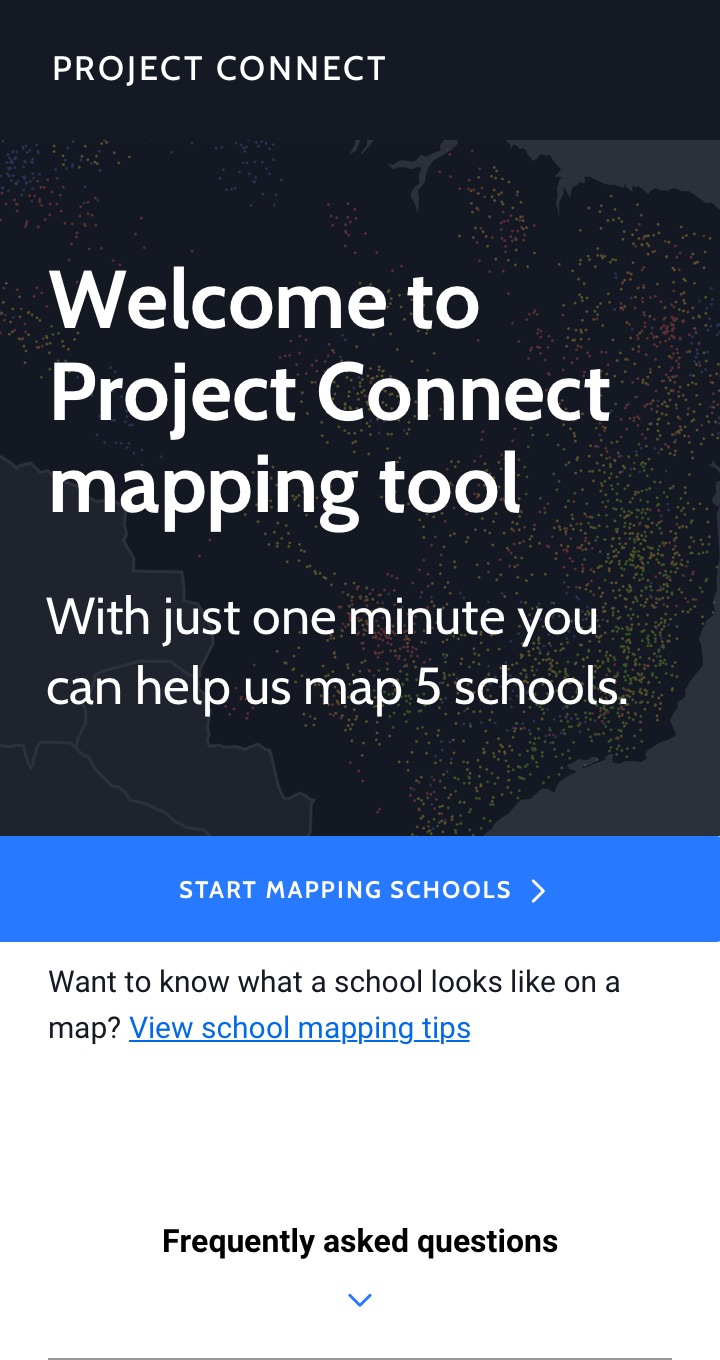 PROJECT CONNECT
Welcome to
Project Connect
mapping tool
With just one minute you
can help us map 5 schools.
START MAPPING SCHOOLS
Want to know what a school looks like on a
map? View school mapping tips
Frequently asked questions